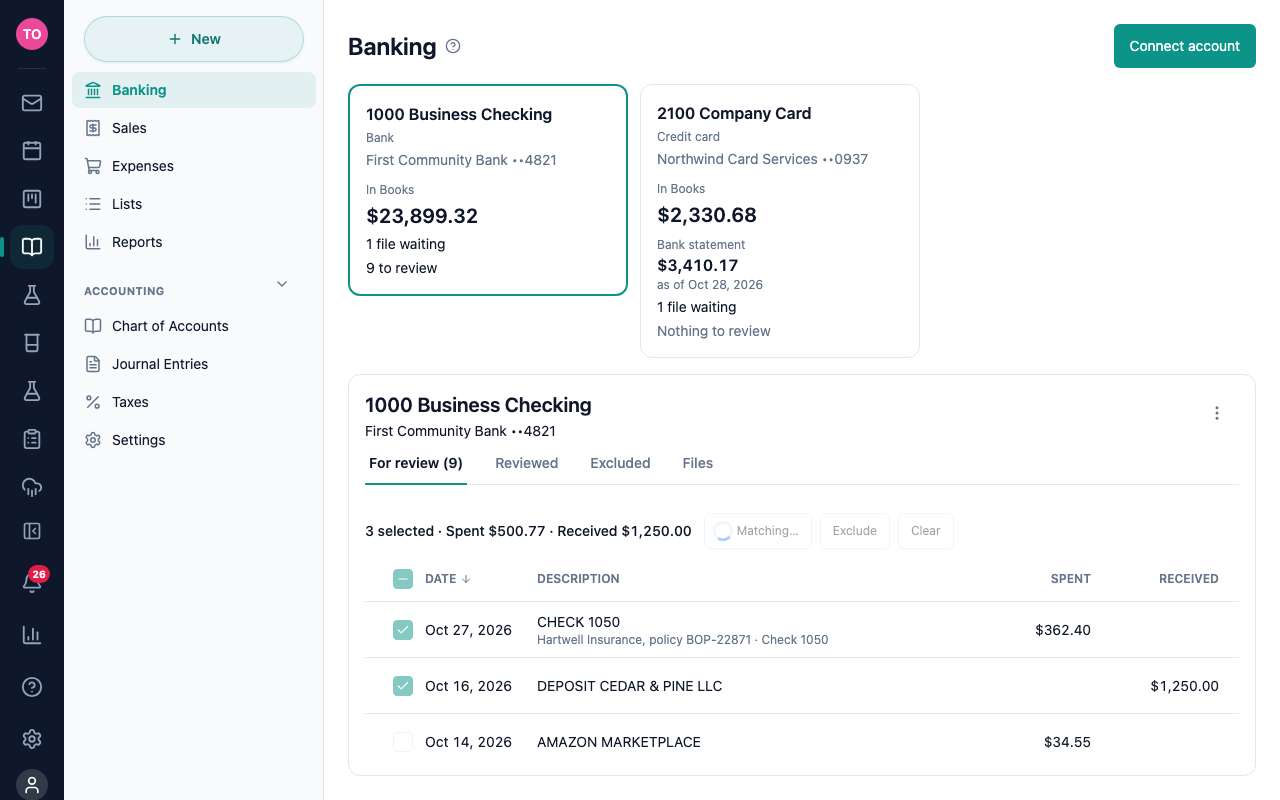 TO
26
New
Banking
Sales
Expenses
Lists
Reports
ACCOUNTING
Chart of Accounts
Journal Entries
Taxes
Settings
Banking
Connect account
1000 Business Checking
Bank
First Community Bank ••4821
In Books
$23,899.32
1 file waiting
9 to review
2100 Company Card
Credit card
Northwind Card Services ••0937
In Books
$2,330.68
Bank statement
$3,410.17
as of Oct 28, 2026
1 file waiting
Nothing to review
1000 Business Checking
First Community Bank ••4821
For review (9) Reviewed Excluded Files
3 selected · Spent $500.77 · Received $1,250.00 Matching... Exclude Clear
DATE DESCRIPTION SPENT RECEIVED
Oct 27, 2026 CHECK 1050 $362.40
Hartwell Insurance, policy BOP-22871 · Check 1050
Oct 16, 2026 DEPOSIT CEDAR & PINE LLC $1,250.00
Oct 14, 2026 AMAZON MARKETPLACE $34.55